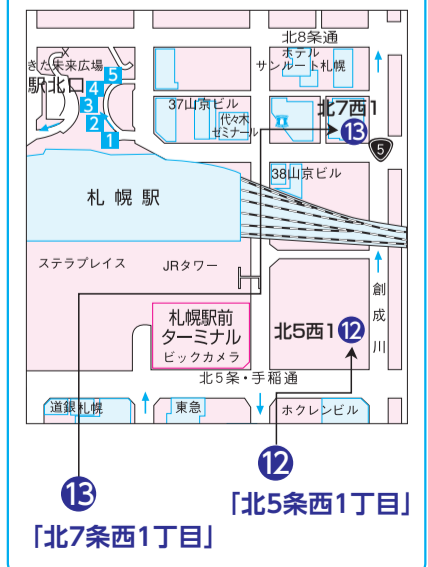 北8条通
ホテル
サンルート札幌
きた未来広場
駅北口
5
4
3
2
1
37山京ビル
代々木
ゼミナール
北7西1
13
5
38山京ビル
札幌駅
ステラプレイス
JRタワー
創成川
札幌駅前
ターミナル
ビックカメラ
北5西1
12
北5条・手稲通
道銀札幌
東急
ホクレンビル
13
「北7条西1丁目」
12
「北5条西1丁目」